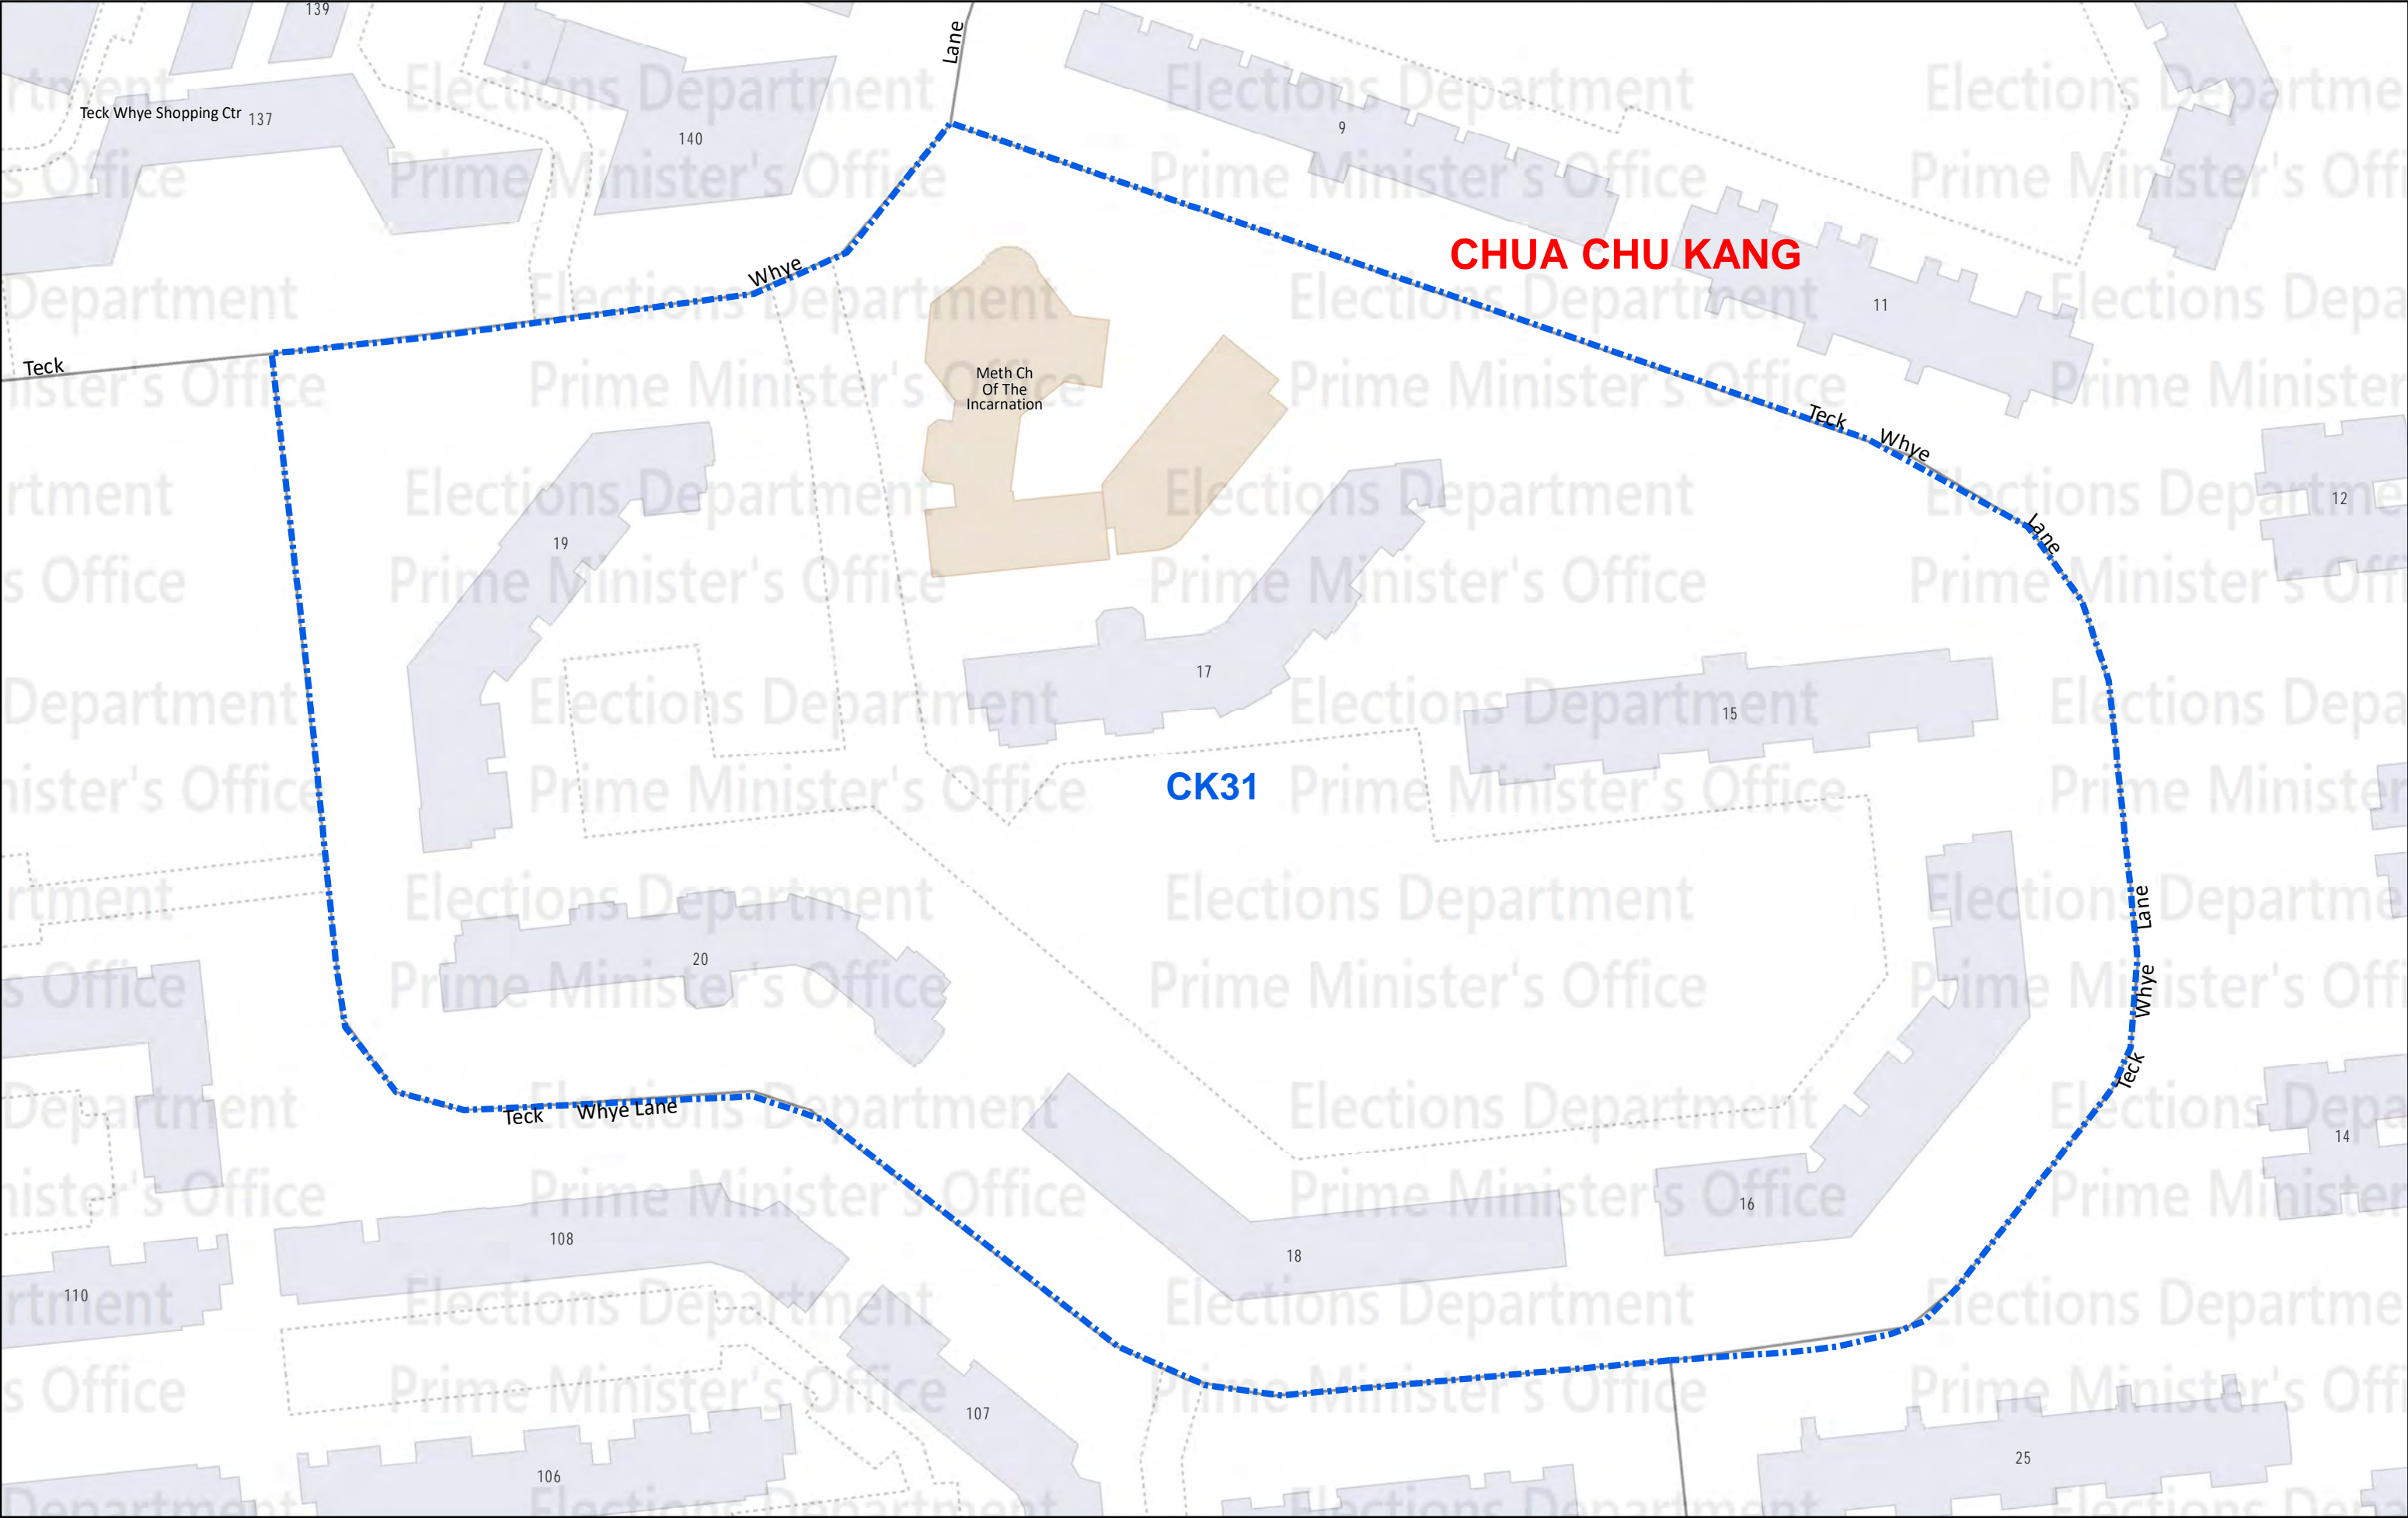 139
Lane
Teck Whye Shopping Ctr
137
140
9
CHUA CHU KANG
11
Whye
Teck
Meth Ch
Of The
Incarnation
Teck
Whye
Lane
12
19
17
15
CK31
Lane
Whye
Teck
20
Teck
Whye Lane
14
108
16
18
110
107
106
25
Elections Department
Prime Minister's Office